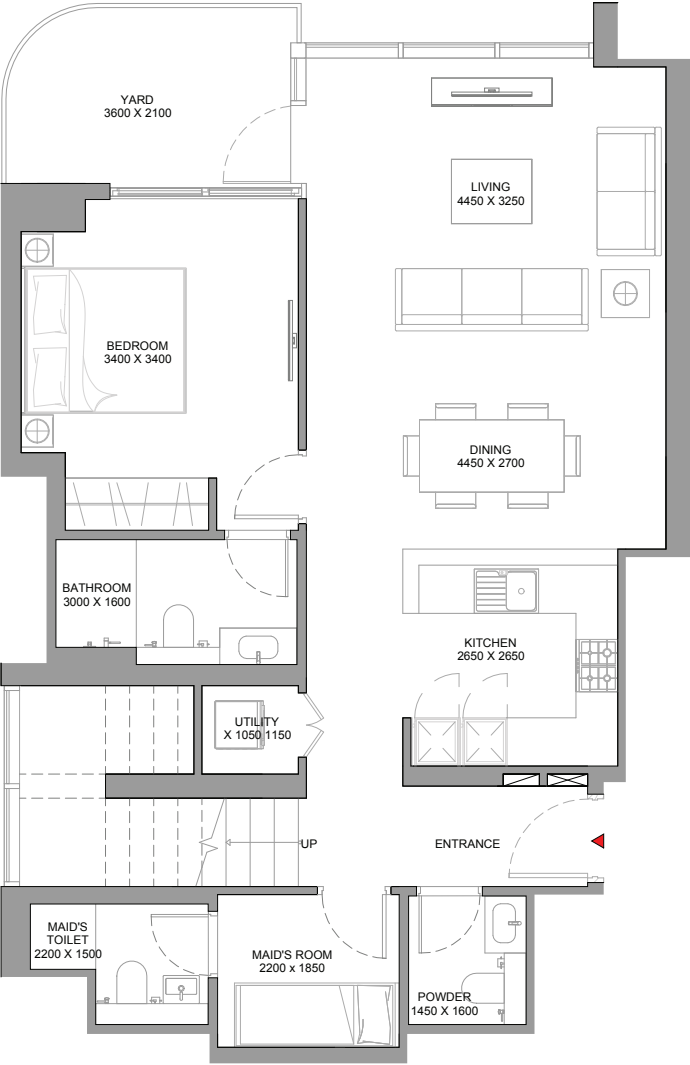 YARD
3600 X 2100
LIVING
4450 X 3250
BEDROOM
3400 X 3400
DINING
4450 X 2700
BATHROOM
3000 X 1600
KITCHEN
2650 X 2650
UTILITY
X 1050 1150
UP
ENTRANCE
MAID'S
TOILET
2200 X 1500
MAID'S ROOM
2200 x 1850
POWDER
1450 X 1600